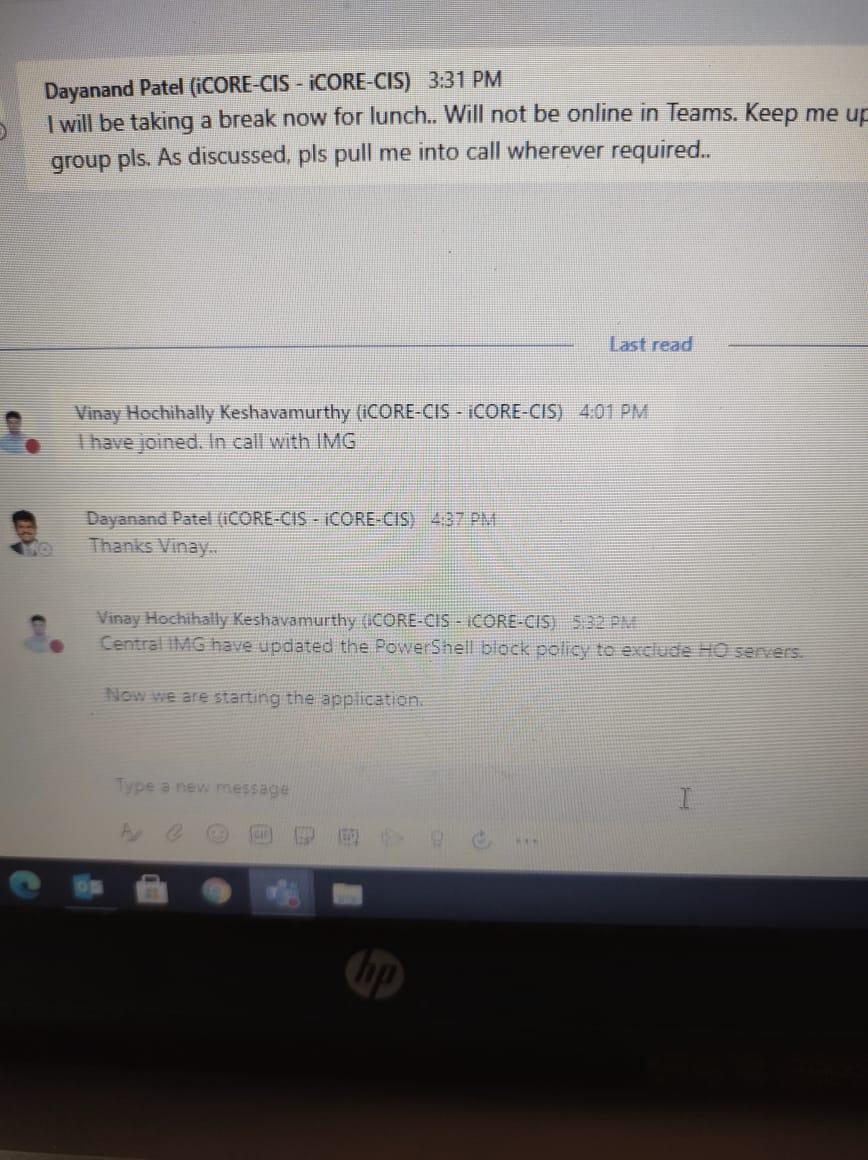 Dayanand Patel (iCORE-CIS - iCORE-CIS) 3:31 PM
I will be taking a break now for lunch.. Will not be online in Teams. Keep me up
group pls. As discussed, pls pull me into call wherever required..
Last read
Vinay Hochihally Keshavamurthy (iCORE-CIS - iCORE-CIS) 4:01 PM
I have joined. In call with IMG
Dayanand Patel (iCORE-CIS - iCORE-CIS) 4:37 PM
Thanks Vinay..
Vinay Hochihally Keshavamurthy (iCORE-CIS - iCORE-CIS) 5:32 PM
Central IMG have updated the PowerShell block policy to exclude HO servers.
Now we are starting the application.
Type a new message
GIF
hp